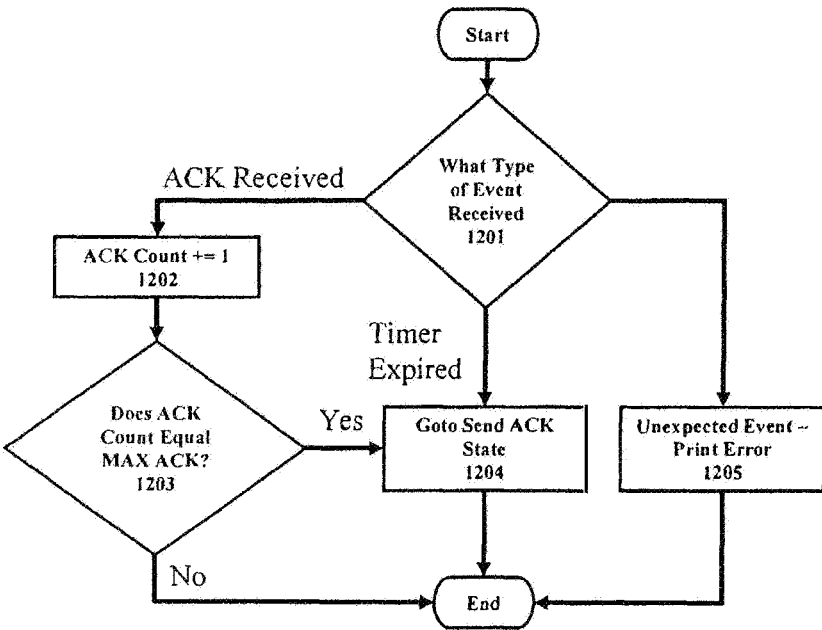 Start
What Type
of Event
Received
1201
ACK Received
ACK Count += 1
1202
Timer
Expired
Does ACK
Count Equal
MAX ACK?
1203
Yes
Goto Send ACK
State
1204
Unexpected Event --
Print Error
1205
No
End